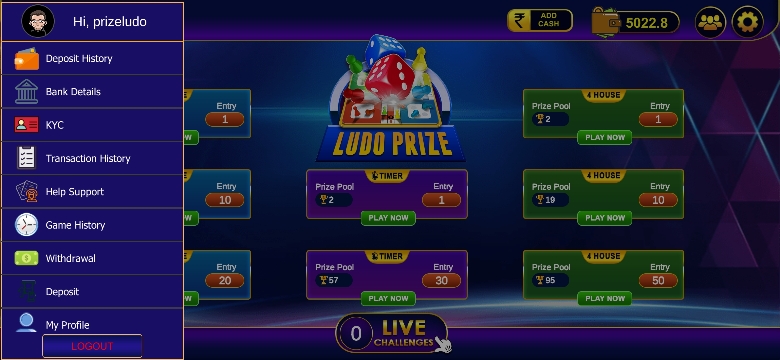 Hi, prizeludo
Deposit History
Bank Details
KYC
Transaction History
Help Support
Game History
Withdrawal
Deposit
My Profile
LOGOUT
ADD
CASH
5022.8
LUDO PRIZE
Entry
1
W
Entry
10
W
Entry
20
W
TIMER
Prize Pool
2
Entry
1
PLAY NOW
TIMER
Prize Pool
57
Entry
30
PLAY NOW
4 HOUSE
Prize Pool
2
Entry
1
PLAY NOW
4 HOUSE
Prize Pool
19
Entry
10
PLAY NOW
4 HOUSE
Prize Pool
95
Entry
50
PLAY NOW
0
LIVE
CHALLENGES